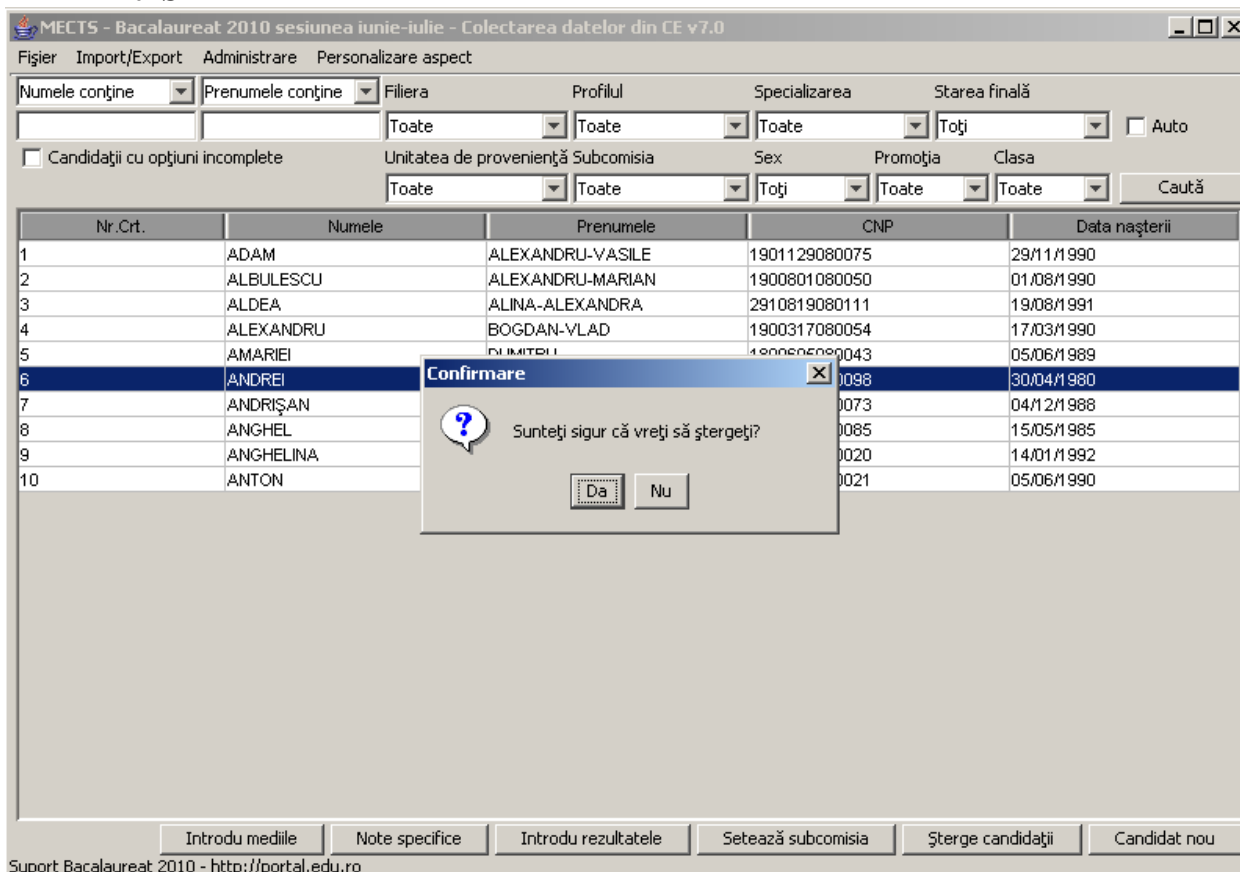 MECTS - Bacalaureat 2010 sesiunea iunie-iulie - Colectarea datelor din CE v7.0
Fişier Import/Export Administrare Personalizare aspect
Numele conţine Prenumele conţine Filiera Profilul Specializarea Starea finală
Toate Toate Toate Toţi Auto
Candidaţii cu opţiuni incomplete Unitatea de provenienţă Subcomisia Sex Promoţia Clasa
Toate Toate Toţi Toate Toate Caută
Nr.Crt. Numele Prenumele CNP Data naşterii
1 ADAM ALEXANDRU-VASILE 1901129080075 29/11/1990
2 ALBULESCU ALEXANDRU-MARIAN 1900801080050 01/08/1990
3 ALDEA ALINA-ALEXANDRA 2910819080111 19/08/1991
4 ALEXANDRU BOGDAN-VLAD 1900317080054 17/03/1990
5 AMARIEI DUMITRU 1890605080043 05/06/1989
6 ANDREI 0098 30/04/1980
7 ANDRIŞAN 0073 04/12/1988
8 ANGHEL 0085 15/05/1985
9 ANGHELINA 0020 14/01/1992
10 ANTON 0021 05/06/1990
Confirmare
Sunteţi sigur că vreţi să ştergeţi?
Da Nu
Introdu mediile Note specifice Introdu rezultatele Setează subcomisia Şterge candidaţii Candidat nou
Suport Bacalaureat 2010 - http://portal.edu.ro